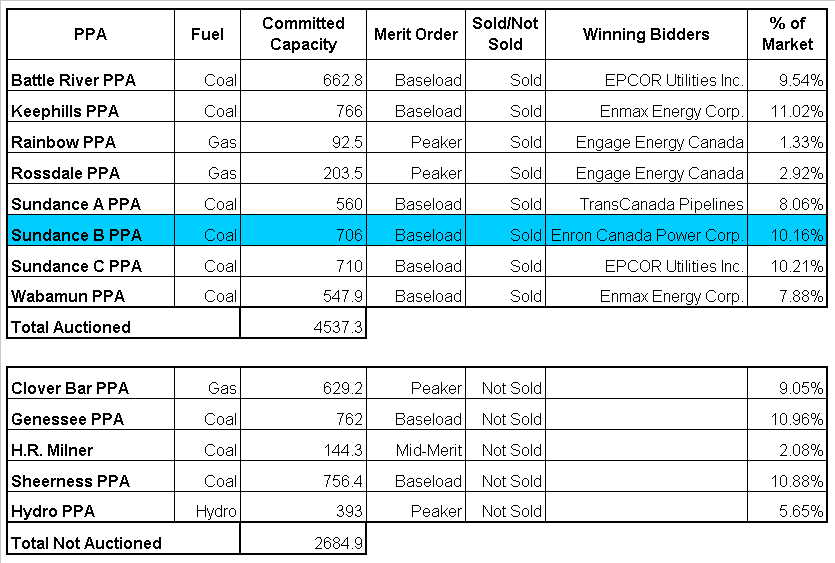 PPA Fuel Committed Capacity Merit Order Sold/Not Sold Winning Bidders % of Market
Battle River PPA Coal 662.8 Baseload Sold EPCOR Utilities Inc. 9.54%
Keephills PPA Coal 766 Baseload Sold Enmax Energy Corp. 11.02%
Rainbow PPA Gas 92.5 Peaker Sold Engage Energy Canada 1.33%
Rossdale PPA Gas 203.5 Peaker Sold Engage Energy Canada 2.92%
Sundance A PPA Coal 560 Baseload Sold TransCanada Pipelines 8.06%
Sundance B PPA Coal 706 Baseload Sold Enron Canada Power Corp. 10.16%
Sundance C PPA Coal 710 Baseload Sold EPCOR Utilities Inc. 10.21%
Wabamun PPA Coal 547.9 Baseload Sold Enmax Energy Corp. 7.88%
Total Auctioned 4537.3
Clover Bar PPA Gas 629.2 Peaker Not Sold 9.05%
Genessee PPA Coal 762 Baseload Not Sold 10.96%
H.R. Milner Coal 144.3 Mid-Merit Not Sold 2.08%
Sheerness PPA Coal 756.4 Baseload Not Sold 10.88%
Hydro PPA Hydro 393 Peaker Not Sold 5.65%
Total Not Auctioned 2684.9